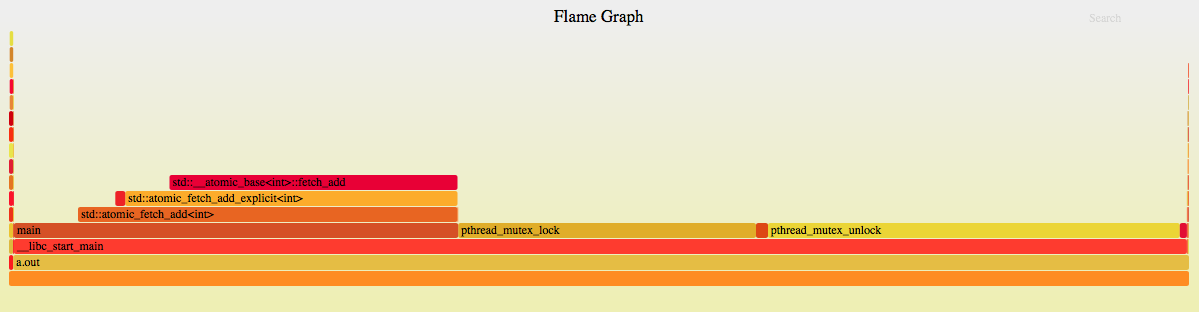 Flame Graph
Search
std::__atomic_base<int>::fetch_add
std::atomic_fetch_add_explicit<int>
std::atomic_fetch_add<int>
main
pthread_mutex_lock
pthread_mutex_unlock
__libc_start_main
a.out